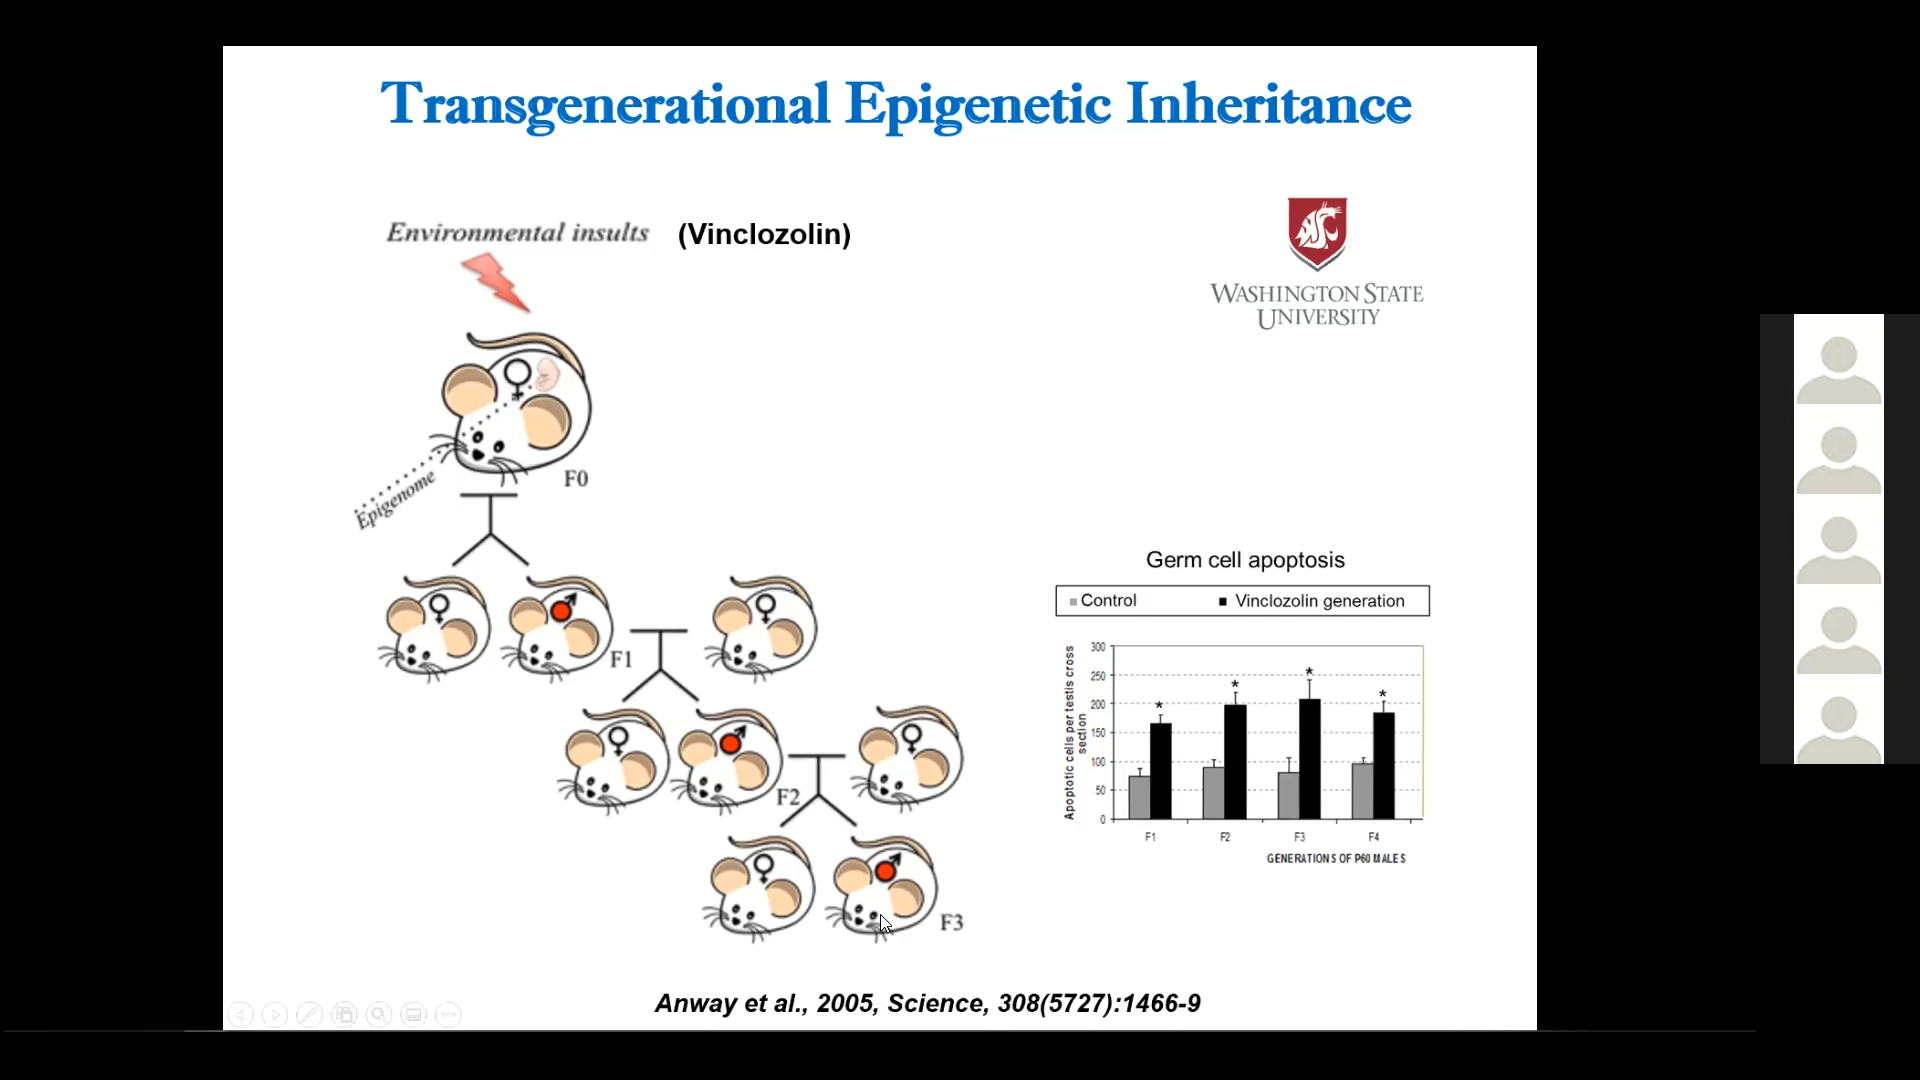 Transgenerational Epigenetic Inheritance
Environmental insults (Vinclozolin)
WASHINGTON STATE
UNIVERSITY
F0
Epigenome
F1
F2
F3
Germ cell apoptosis
Control Vinclozolin generation
Apoptotic cells per testis cross
section
300
250
200
150
100
50
0
* * * *
F1 F2 F3 F4
GENERATIONS OF P60 MALES
Anway et al., 2005, Science, 308(5727):1466-9